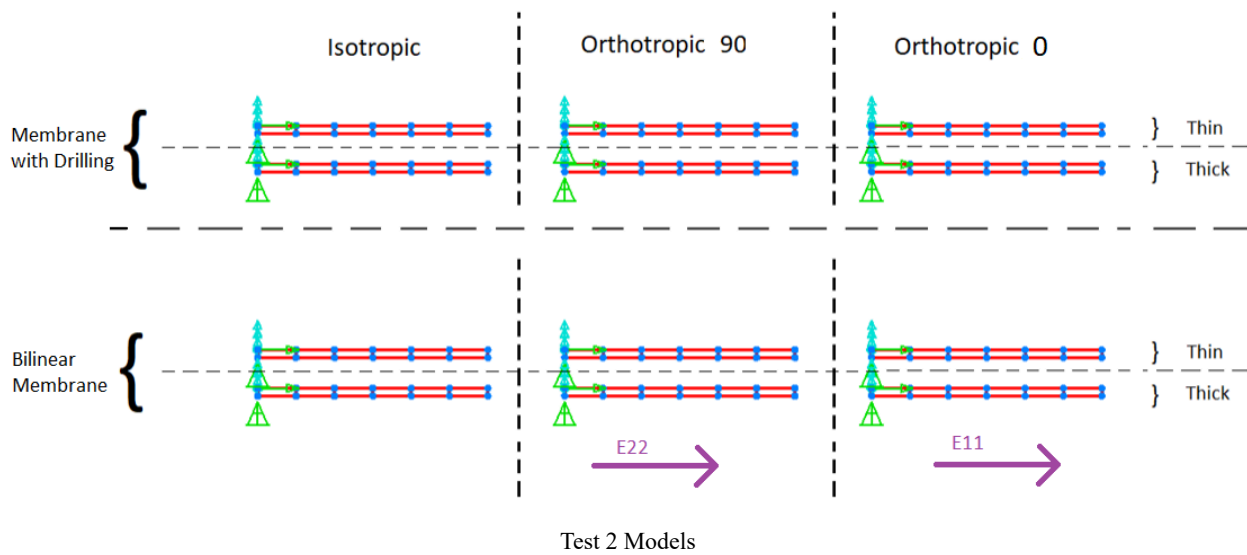 Isotropic
Orthotropic 90
Orthotropic 0
Membrane
with Drilling
Thin
Thick
Bilinear
Membrane
Thin
Thick
E22
E11
Test 2 Models